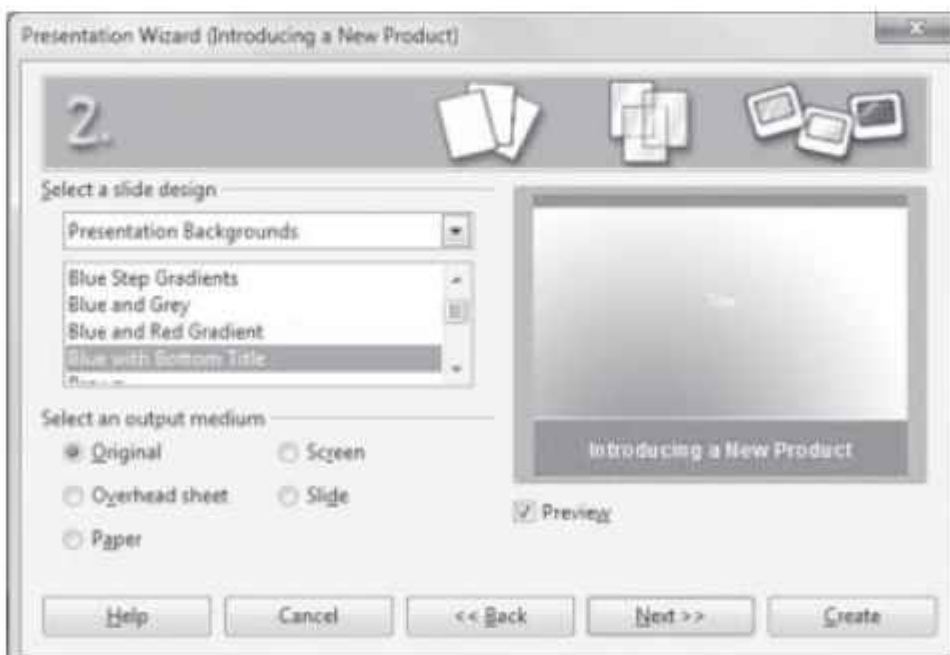 Presentation Wizard (Introducing a New Product)
2.
Select a slide design
Presentation Backgrounds
Blue Step Gradients
Blue and Grey
Blue and Red Gradient
Blue with Bottom Title
Select an output medium
Original
Screen
Overhead sheet
Slide
Paper
Title
Introducing a New Product
Preview
Help
Cancel
<< Back
Next >>
Create